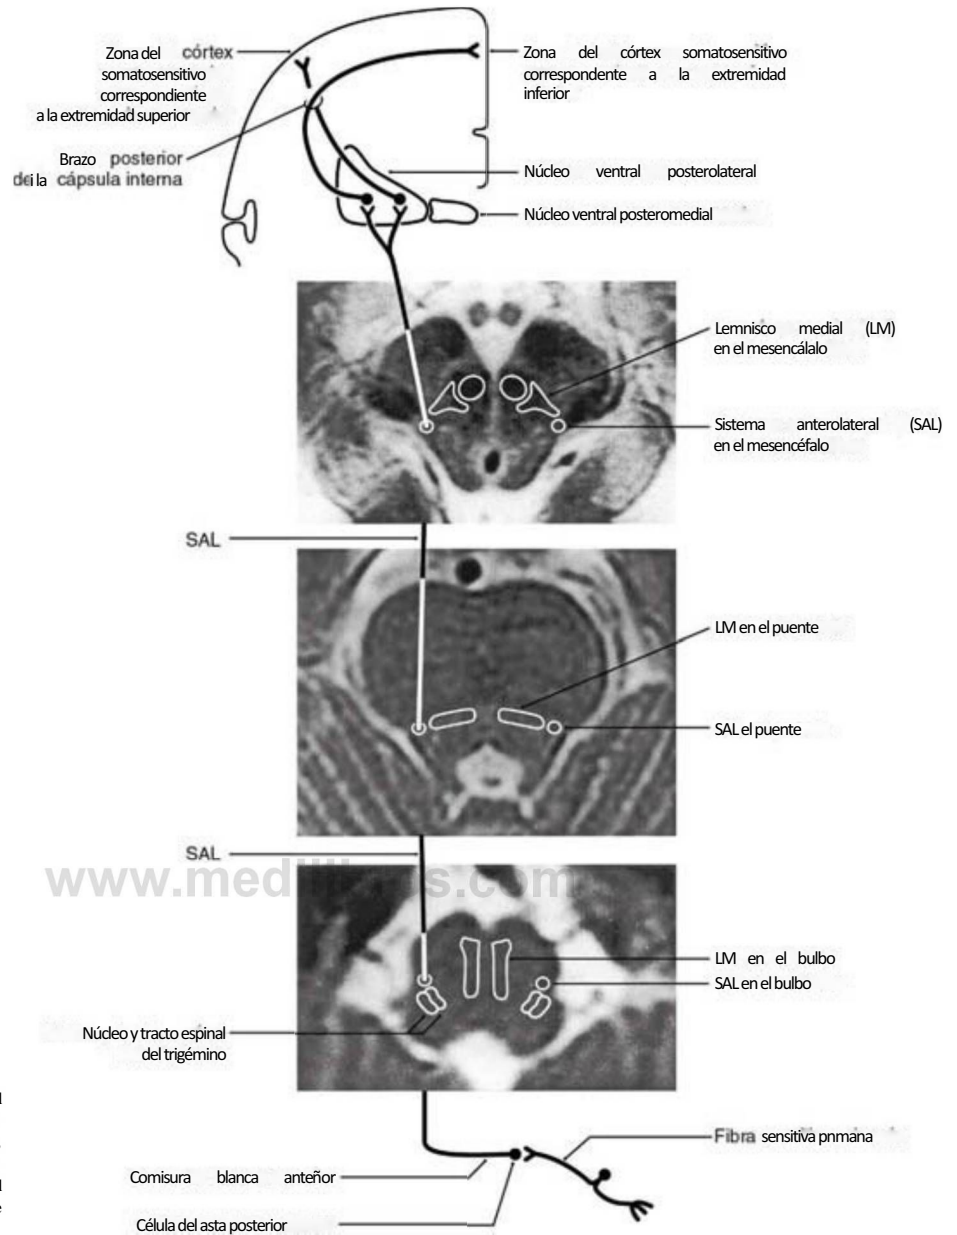 Zona del córtex
somatosensitivo
correspondiente
a la extremidad superior
Zona del córtex somatosensitivo
correspondente a la extremidad
inferior
Brazo posterior
de la cápsula interna
Núcleo ventral posterolateral
Núcleo ventral posteromedial
Lemnisco medial (LM)
en el mesencálalo
Sistema anterolateral (SAL)
en el mesencéfalo
SAL
LM en el puente
SAL el puente
SAL
www.med
s.com
LM en el bulbo
SAL en el bulbo
Núcleo y tracto espinal
del trigémino
Fibra sensitiva pnmana
Comisura blanca anteñor
Célula del asta posterior